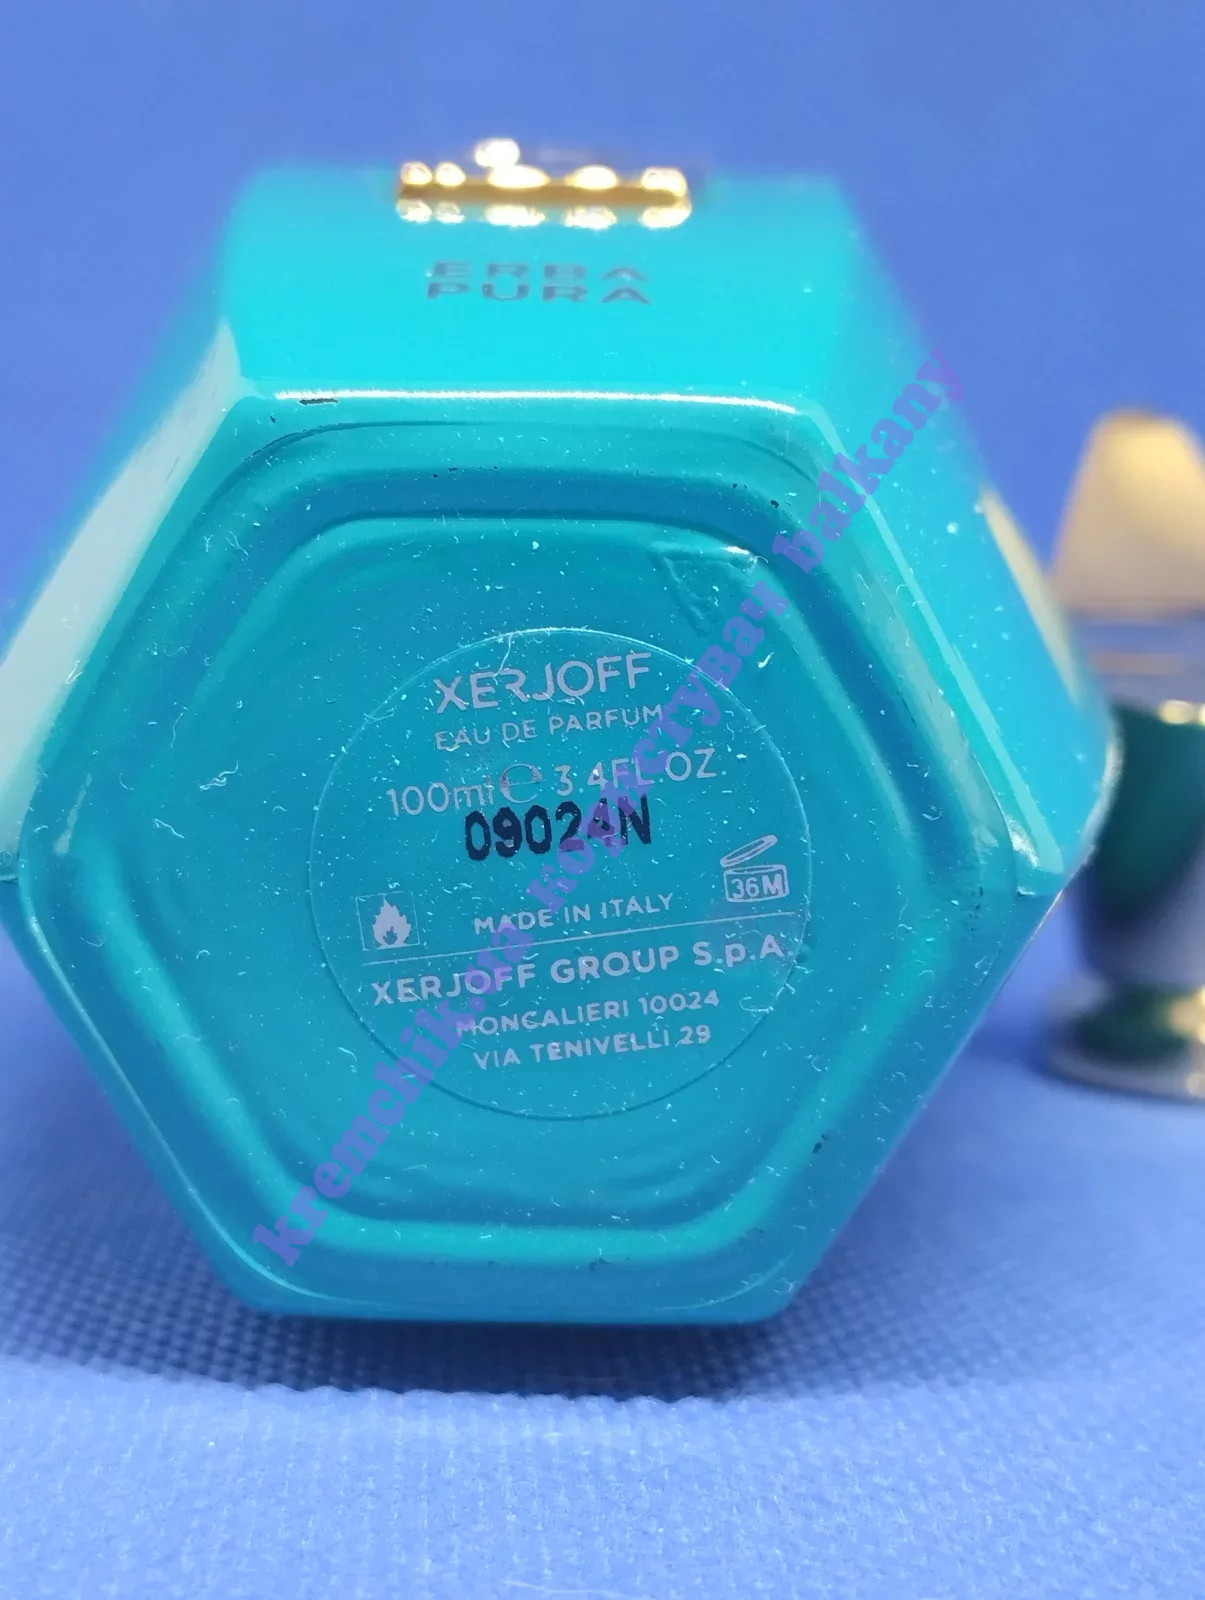 ERBA
PURA
XERJOFF
EAU DE PARFUM
100ml e 3.4FL OZ.
09024N
36M
MADE IN ITALY
XERJOFF GROUP S.p.A.
MONCALIERI 10024
VIA TENIVELLI 29
balkany